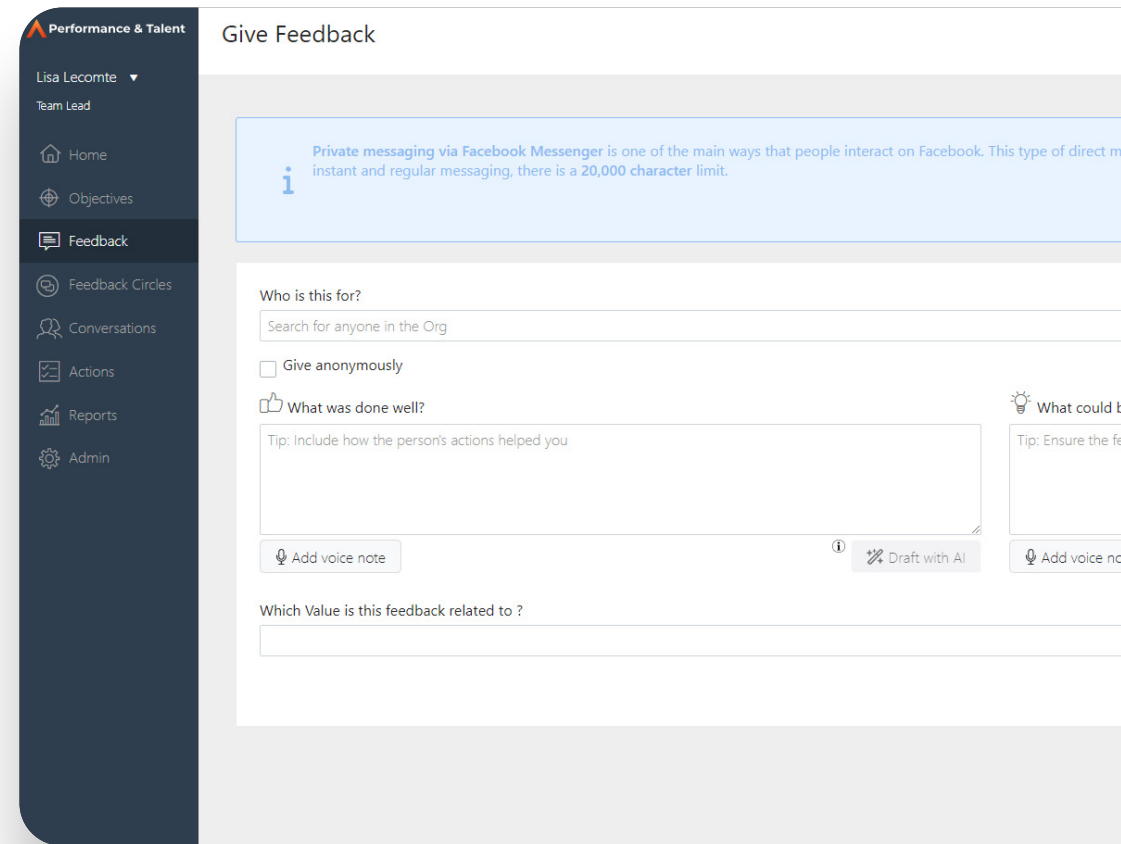 Performance & Talent
Give Feedback
Lisa Lecomte
Team Lead
Home
Objectives
Feedback
Feedback Circles
Conversations
Actions
Reports
Admin
Private messaging via Facebook Messenger is one of the main ways that people interact on Facebook. This type of direct
instant and regular messaging, there is a 20,000 character limit.
Who is this for?
Search for anyone in the Org
Give anonymously
What was done well?
Tip: Include how the person's actions helped you
Add voice note
Draft with AI
What could
Tip: Ensure the
Add voice
Which Value is this feedback related to ?